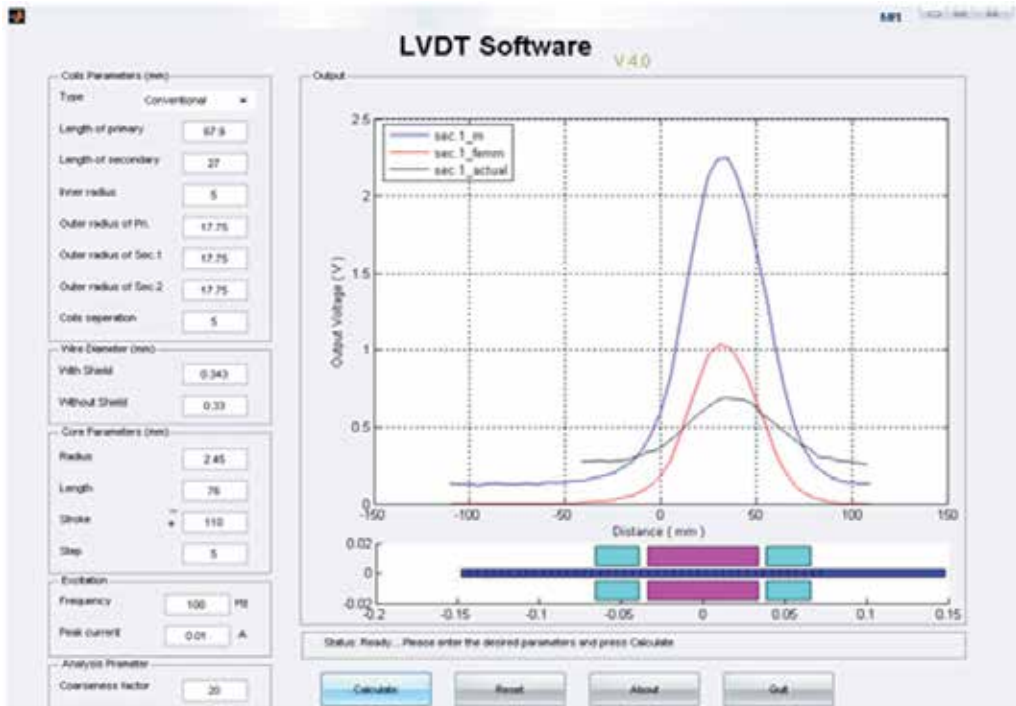 MFI
LVDT Software
V 4.0
Coils Parameters (mm)
Type Conventional
Length of primary 67.9
Length of secondary 27
Inner radius 5
Outer radius of Pri. 17.75
Outer radius of Sec.1 17.75
Outer radius of Sec.2 17.75
Coils seperation 5
Wire Diameter (mm)
With Shield 0.343
Without Shield 0.33
Core Parameters (mm)
Radius 2.45
Length 76
Stroke 110
Step 5
Excitation
Frequency 100 Hz
Peak current 0.01 A
Analysis Prameter
Coarseness factor 20
Output
sec.1_m
sec.1_femm
sec.1_actual
2.5
2
1.5
1
0.5
0
Output Voltage ( V )
-150 -100 -50 0 50 100 150
Distance ( mm )
0.02
0
-0.02
-0.2 -0.15 -0.1 -0.05 0 0.05 0.1 0.15
Status: Ready... Please enter the desired parameters and press Calculate
Calculate Reset About Quit